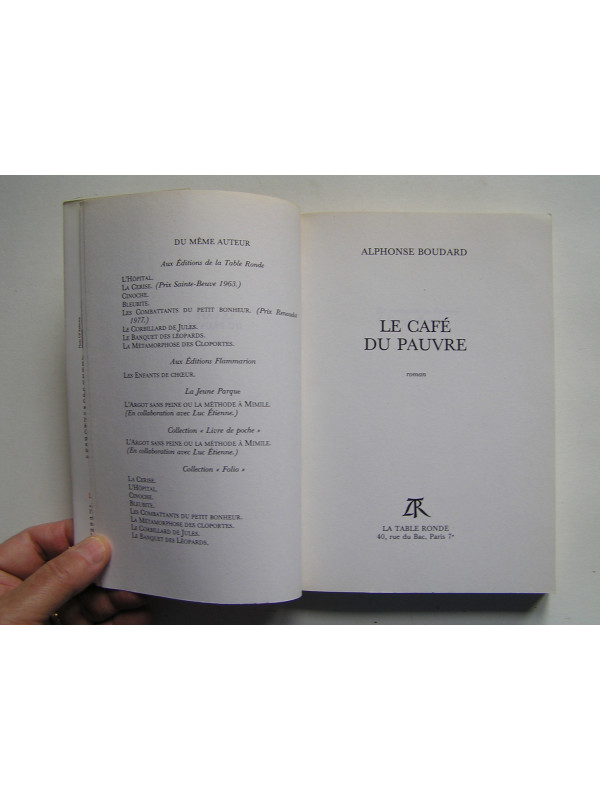 DU MÊME AUTEUR
Aux Éditions de la Table Ronde
L'HÔPITAL.
LA CERISE. (Prix Sainte-Beuve 1963.)
CINOCHE.
BLEUBITE.
LES COMBATTANTS DU PETIT BONHEUR. (Prix Renaudot
1977.)
LE CORBILLARD DE JULES.
LE BANQUET DES LÉOPARDS.
LA MÉTAMORPHOSE DES CLOPORTES.
Aux Éditions Flammarion
LES ENFANTS DE CHŒUR.
La Jeune Parque
L'ARGOT SANS PEINE OU LA MÉTHODE À MIMILE.
(En collaboration avec Luc Étienne.)
Collection « Livre de poche »
L'ARGOT SANS PEINE OU LA MÉTHODE À MIMILE.
(En collaboration avec Luc Étienne.)
Collection « Folio »
LA CERISE.
L'HÔPITAL.
CINOCHE.
BLEUBITE.
LES COMBATTANTS DU PETIT BONHEUR.
LA MÉTAMORPHOSE DES CLOPORTES.
LE CORBILLARD DE JULES.
LE BANQUET DES LÉOPARDS.
ALPHONSE BOUDARD
LE CAFÉ
DU PAUVRE
roman
LA TABLE RONDE
40, rue du Bac, Paris 7e